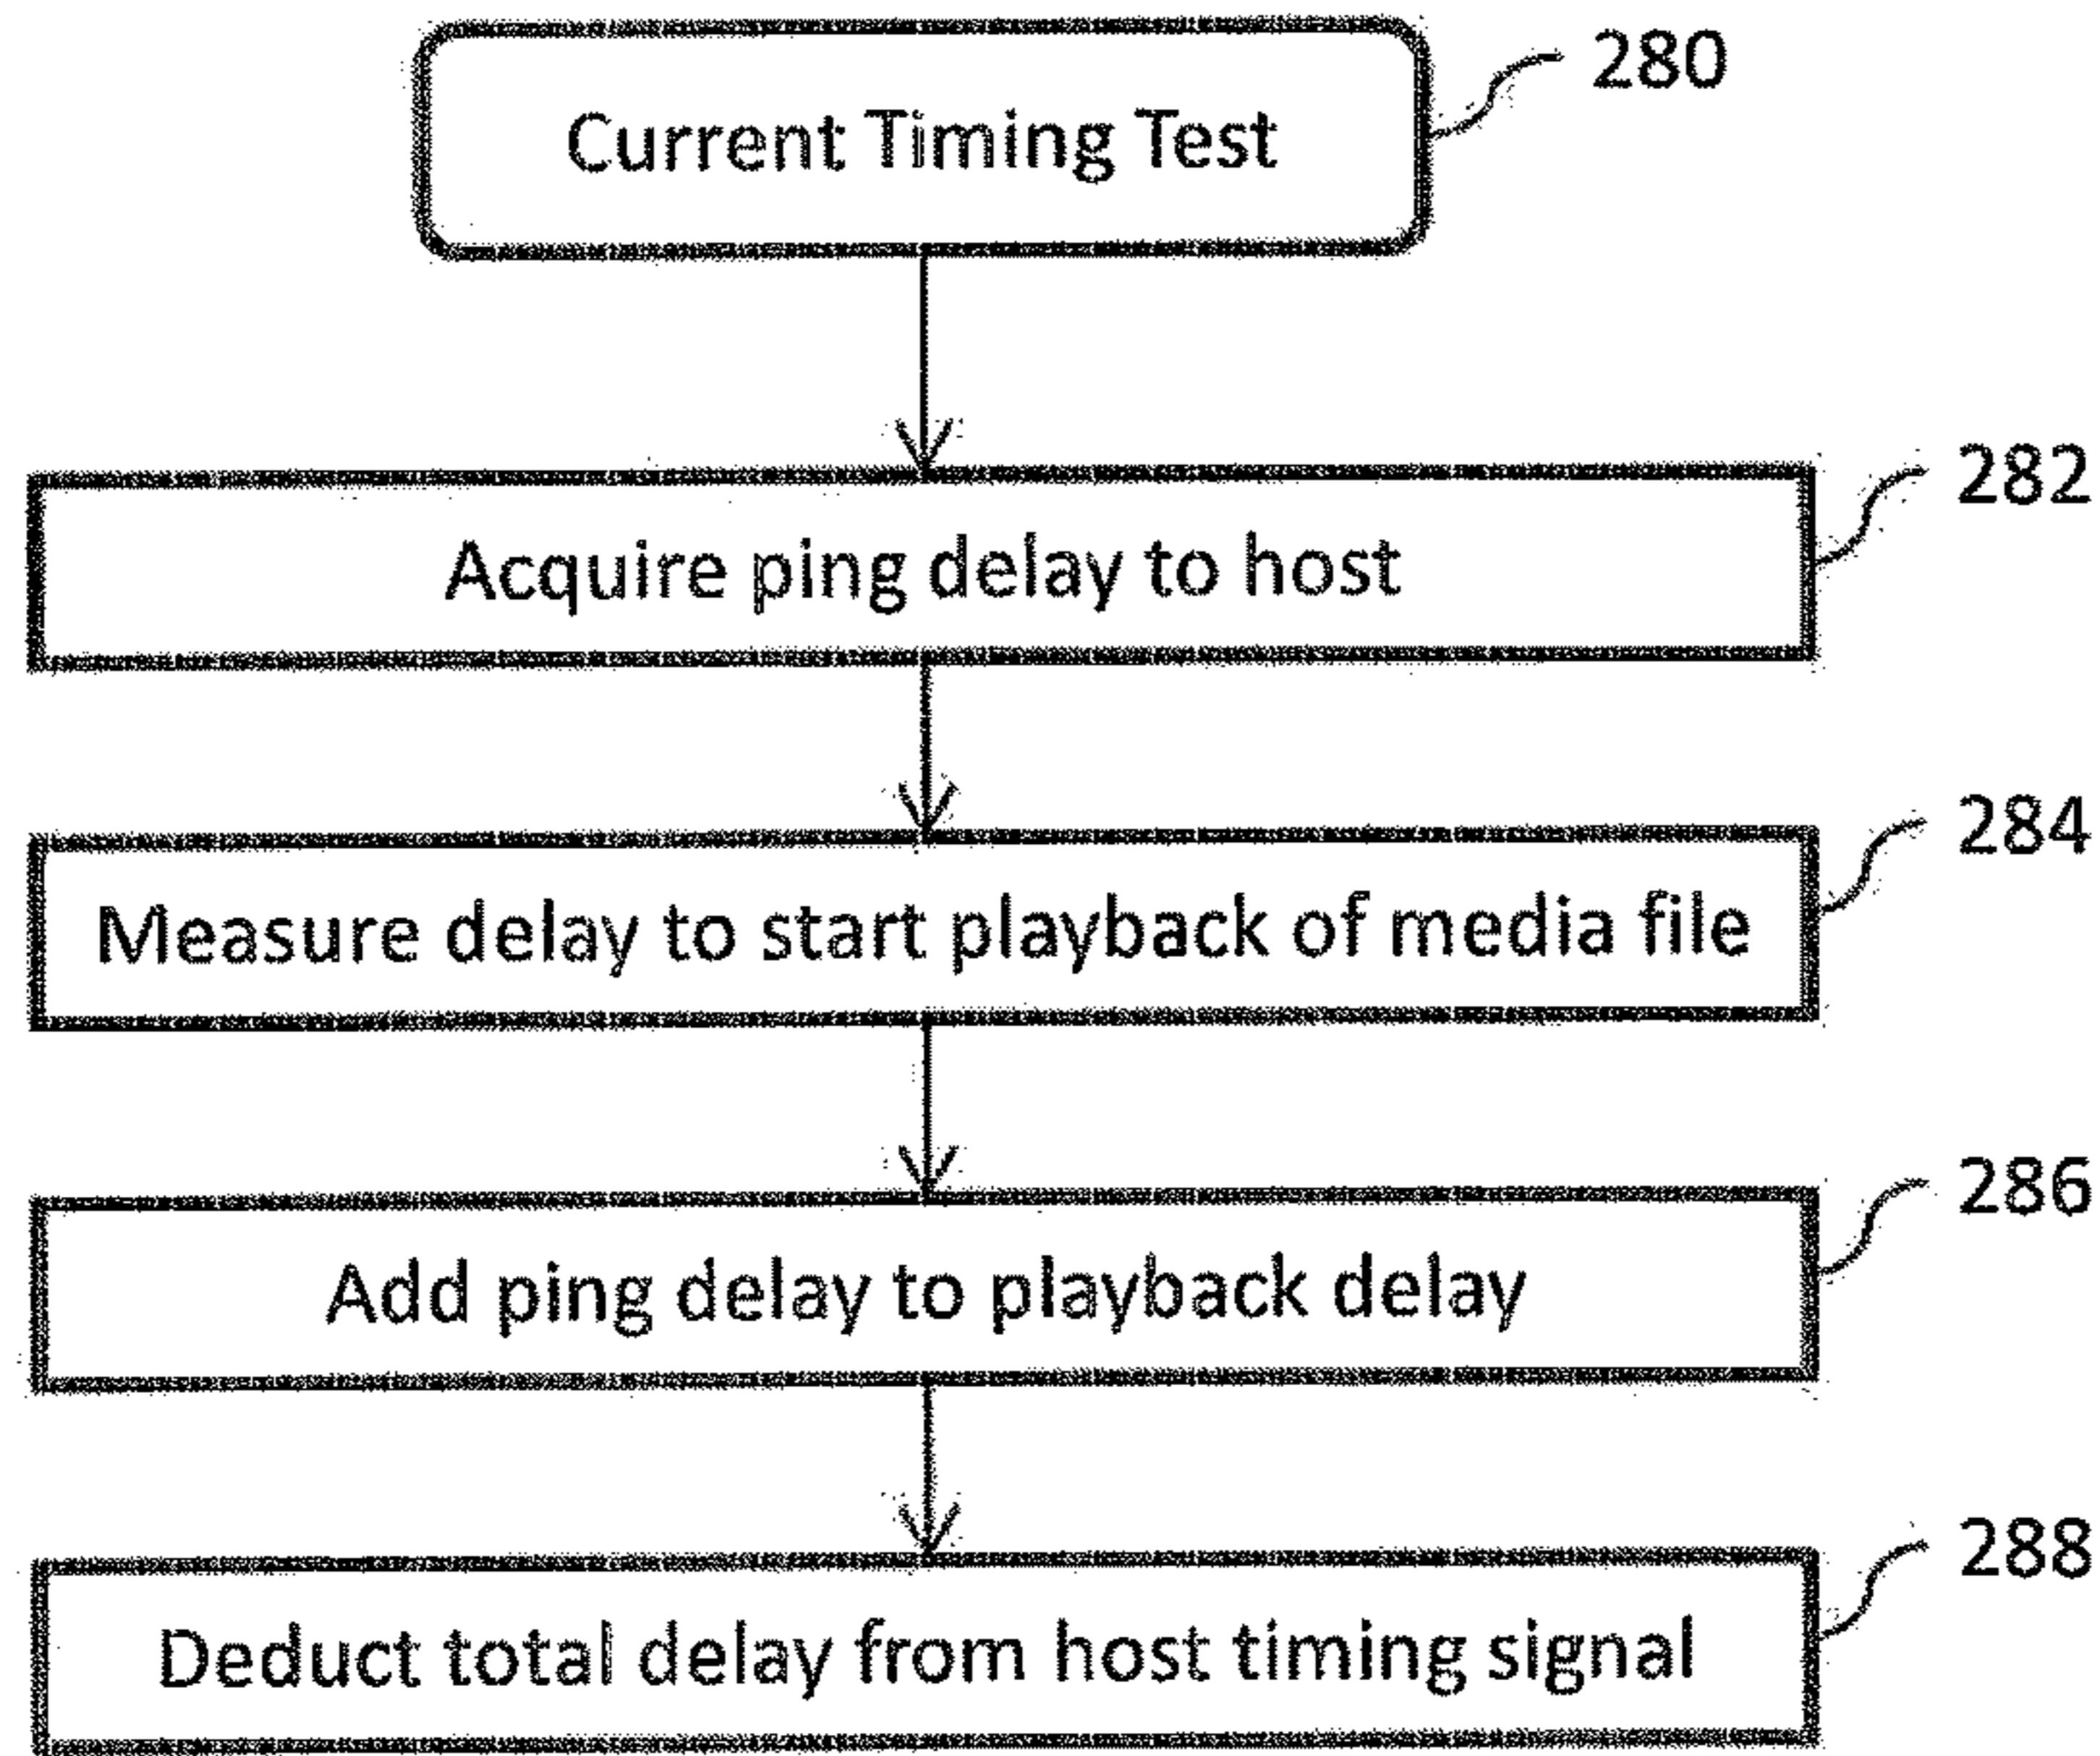 280
Current Timing Test
282
Acquire ping delay to host
284
Measure delay to start playback of media file
286
Add ping delay to playback delay
288
Deduct total delay from host timing signal